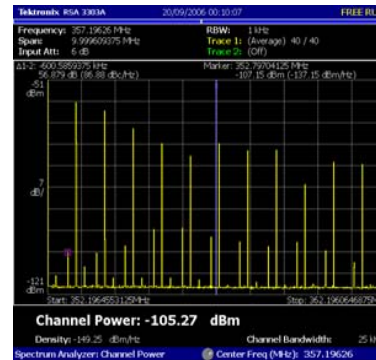 Tektronix RSA 3303A 20/09/2006 00:10:07 FREE RU
Frequency: 357.19626 MHz RBW: 1 kHz
Span: 9.999609375 MHz Trace 1: (Average) 40 / 40
Input Att: 6 dB Trace 2: (Off)
Δ1-2: -600.5859375 kHz Marker: 352.79704125 MHz
56.879 dB (86.88 dBc/Hz) -107.15 dBm (-137.15 dBm/Hz)
-51
dBm
7
dB/
-121
dBm
Start: 352.1964553125MHz Stop: 362.1960646875M
Channel Power: -105.27 dBm
Density: -149.25 dBm/Hz Channel Bandwidth: 25 k
Spectrum Analyzer: Channel Power Center Freq (MHz): 357.19626